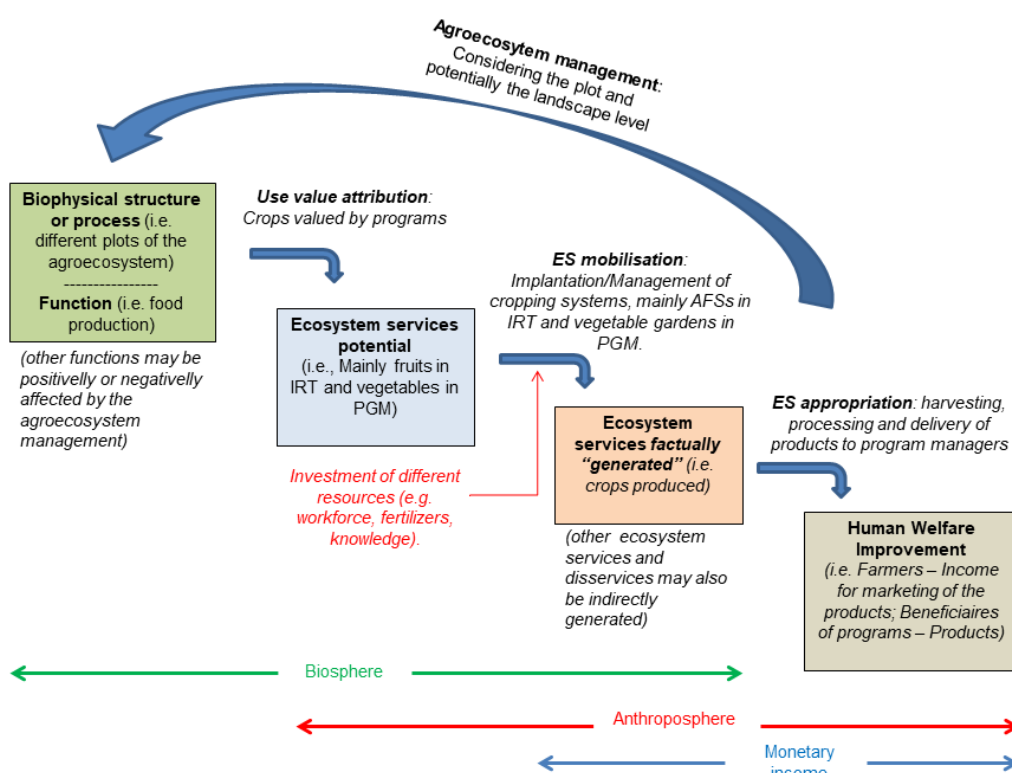 Agroecosytem management:
Considering the plot and
potentially the landscape level
Biophysical structure
or process (i.e.
different plots of the
agroecosystem)
----------------
Function (i.e. food
production)
(other functions may be
positivelly or negativelly
affected by the
agroecosystem
management)
Use value attribution:
Crops valued by programs
Ecosystem services
potential
(i.e., Mainly fruits in
IRT and vegetables in
PGM)
Investment of different
resources (e.g.
workforce, fertilizers,
knowledge).
ES mobilisation:
Implantation/Management of
cropping systems, mainly AFSs in
IRT and vegetable gardens in
PGM.
Ecosystem
services factually
“generated” (i.e.
crops produced)
(other ecosystem
services and
disservices may also
be indirectly
generated)
ES appropriation: harvesting,
processing and delivery of
products to program managers
Human Welfare
Improvement
(i.e. Farmers – Income
for marketing of the
products; Beneficiaires
of programs – Products)
Biosphere
Anthroposphere
Monetary
income